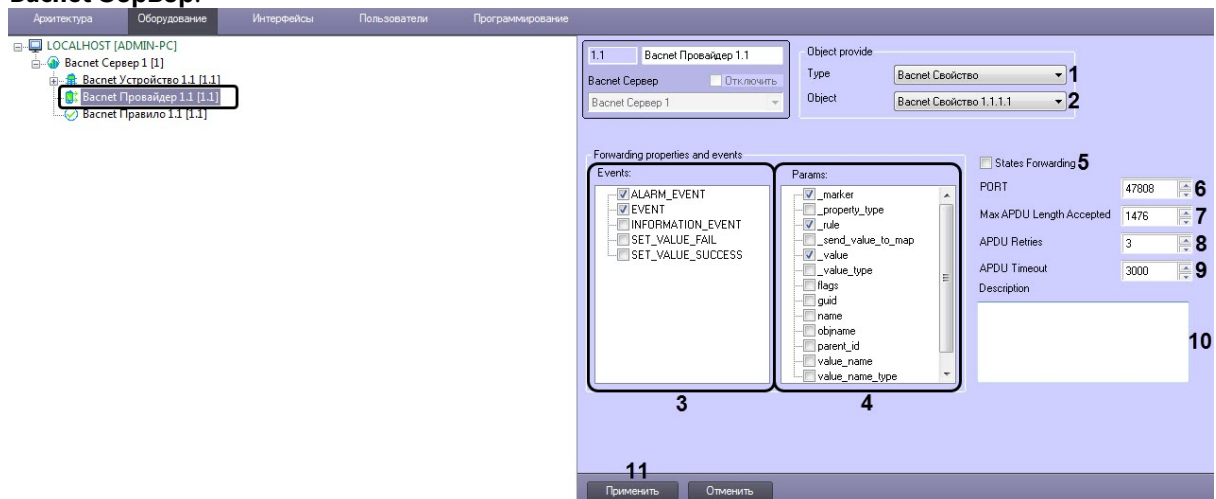 Bacnet Сервер.
Архитектура Оборудование Интерфейсы Пользователи Программирование
LOCALHOST [ADMIN-PC]
Bacnet Сервер 1 [1]
Bacnet Устройство 1.1 [1.1]
Bacnet Провайдер 1.1 [1.1]
Bacnet Правило 1.1 [1.1]
1.1 Bacnet Провайдер 1.1
Bacnet Сервер Отключить
Bacnet Сервер 1
Object provide
Type Bacnet Свойство 1
Object Bacnet Свойство 1.1.1.1 2
Forwarding properties and events
Events:
ALARM_EVENT
EVENT
INFORMATION_EVENT
SET_VALUE_FAIL
SET_VALUE_SUCCESS
3
Params:
_marker
_property_type
_rule
_send_value_to_map
_value
_value_type
flags
guid
name
objname
parent_id
value_name
value_name_type
4
States Forwarding 5
PORT 47808 6
Max APDU Length Accepted 1476 7
APDU Retries 3 8
APDU Timeout 3000 9
Description
10
11
Применить Отменить